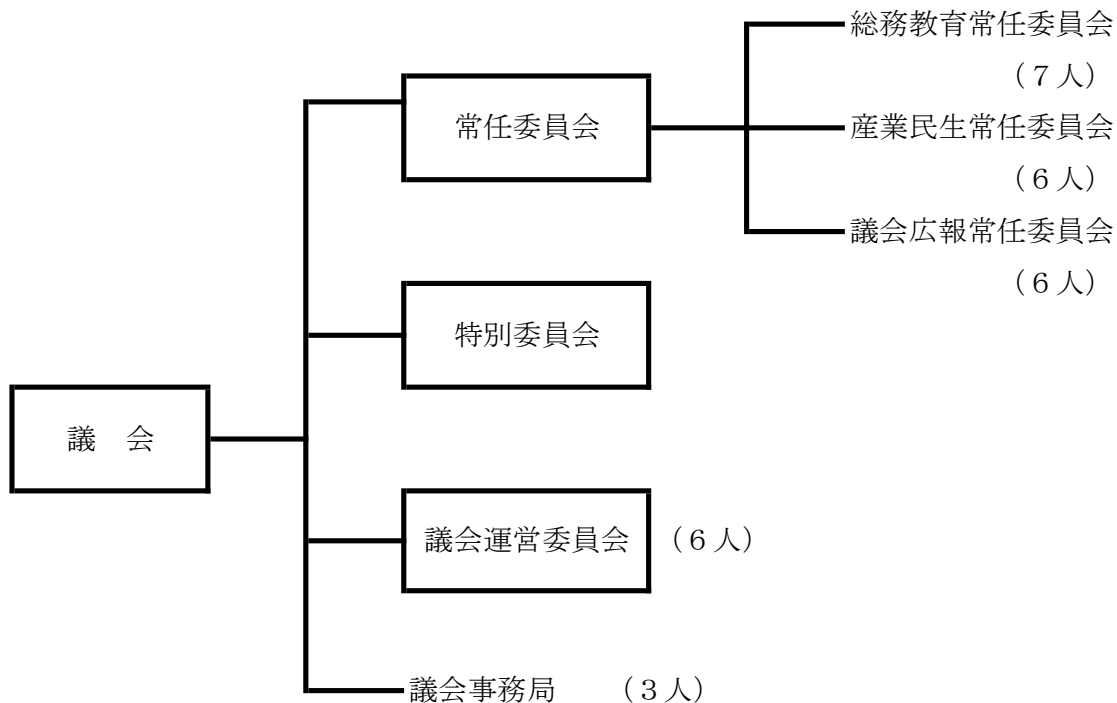 総務教育常任委員会
（７人）
常任委員会
産業民生常任委員会
（６人）
議会広報常任委員会
（６人）
特別委員会
議　会
議会運営委員会　（６人）
議会事務局　　（３人）